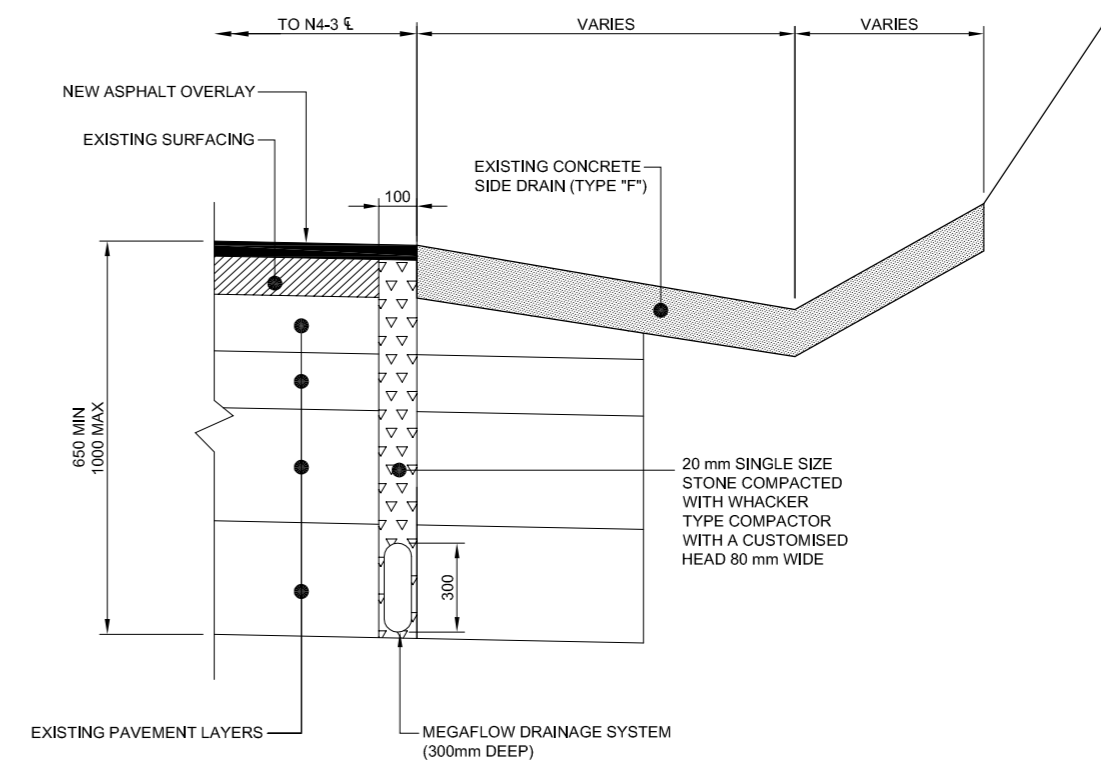 TO N4-3 ℄
VARIES
VARIES
NEW ASPHALT OVERLAY
EXISTING SURFACING
EXISTING CONCRETE
SIDE DRAIN (TYPE "F")
100
650 MIN
1000 MAX
20 mm SINGLE SIZE
STONE COMPACTED
WITH WHACKER
TYPE COMPACTOR
WITH A CUSTOMISED
HEAD 80 mm WIDE
300
EXISTING PAVEMENT LAYERS
MEGAFLOW DRAINAGE SYSTEM
(300mm DEEP)